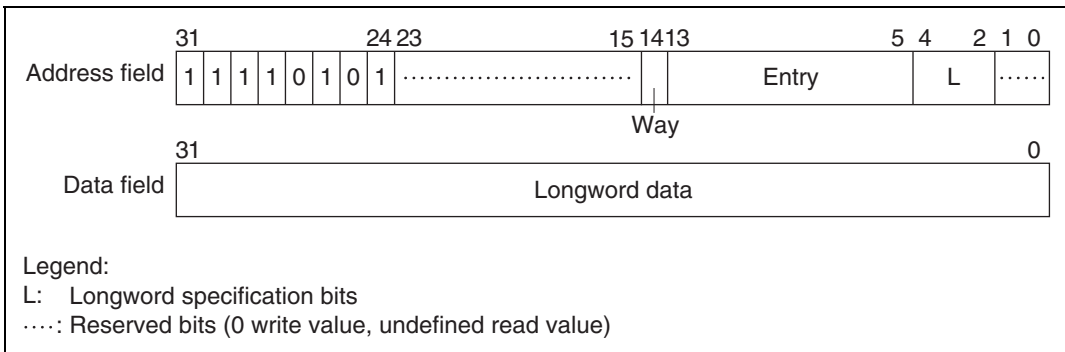 31 24 23 15 14 13 5 4 2 1 0
Address field 1 1 1 1 0 1 0 1 ............................ Entry L ......
Way
31 0
Data field Longword data
Legend:
L: Longword specification bits
....: Reserved bits (0 write value, undefined read value)